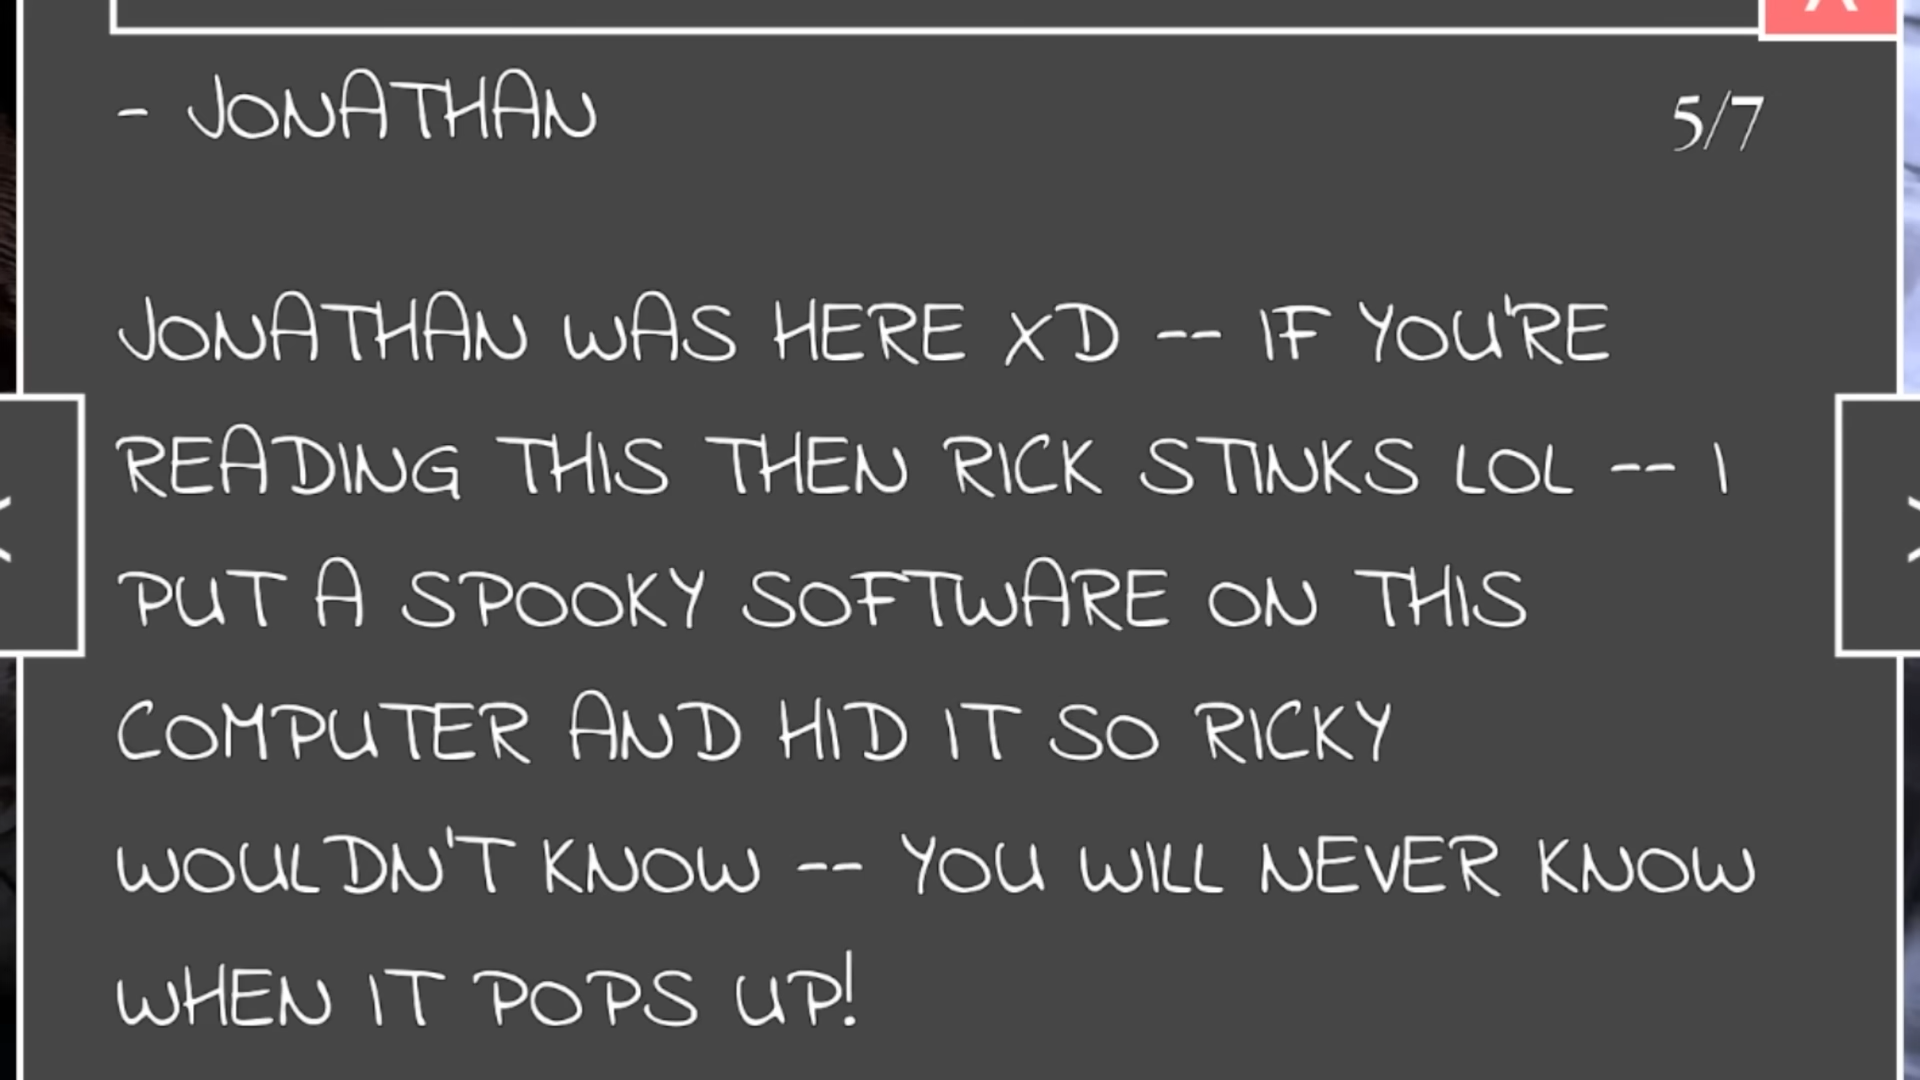 - JONATHAN
5/7
JONATHAN WAS HERE XD -- IF YOU'RE
READING THIS THEN RICK STINKS LOL -- I
PUT A SPOOKY SOFTWARE ON THIS
COMPUTER AND HID IT SO RICKY
WOULDN'T KNOW -- YOU WILL NEVER KNOW
WHEN IT POPS UP!